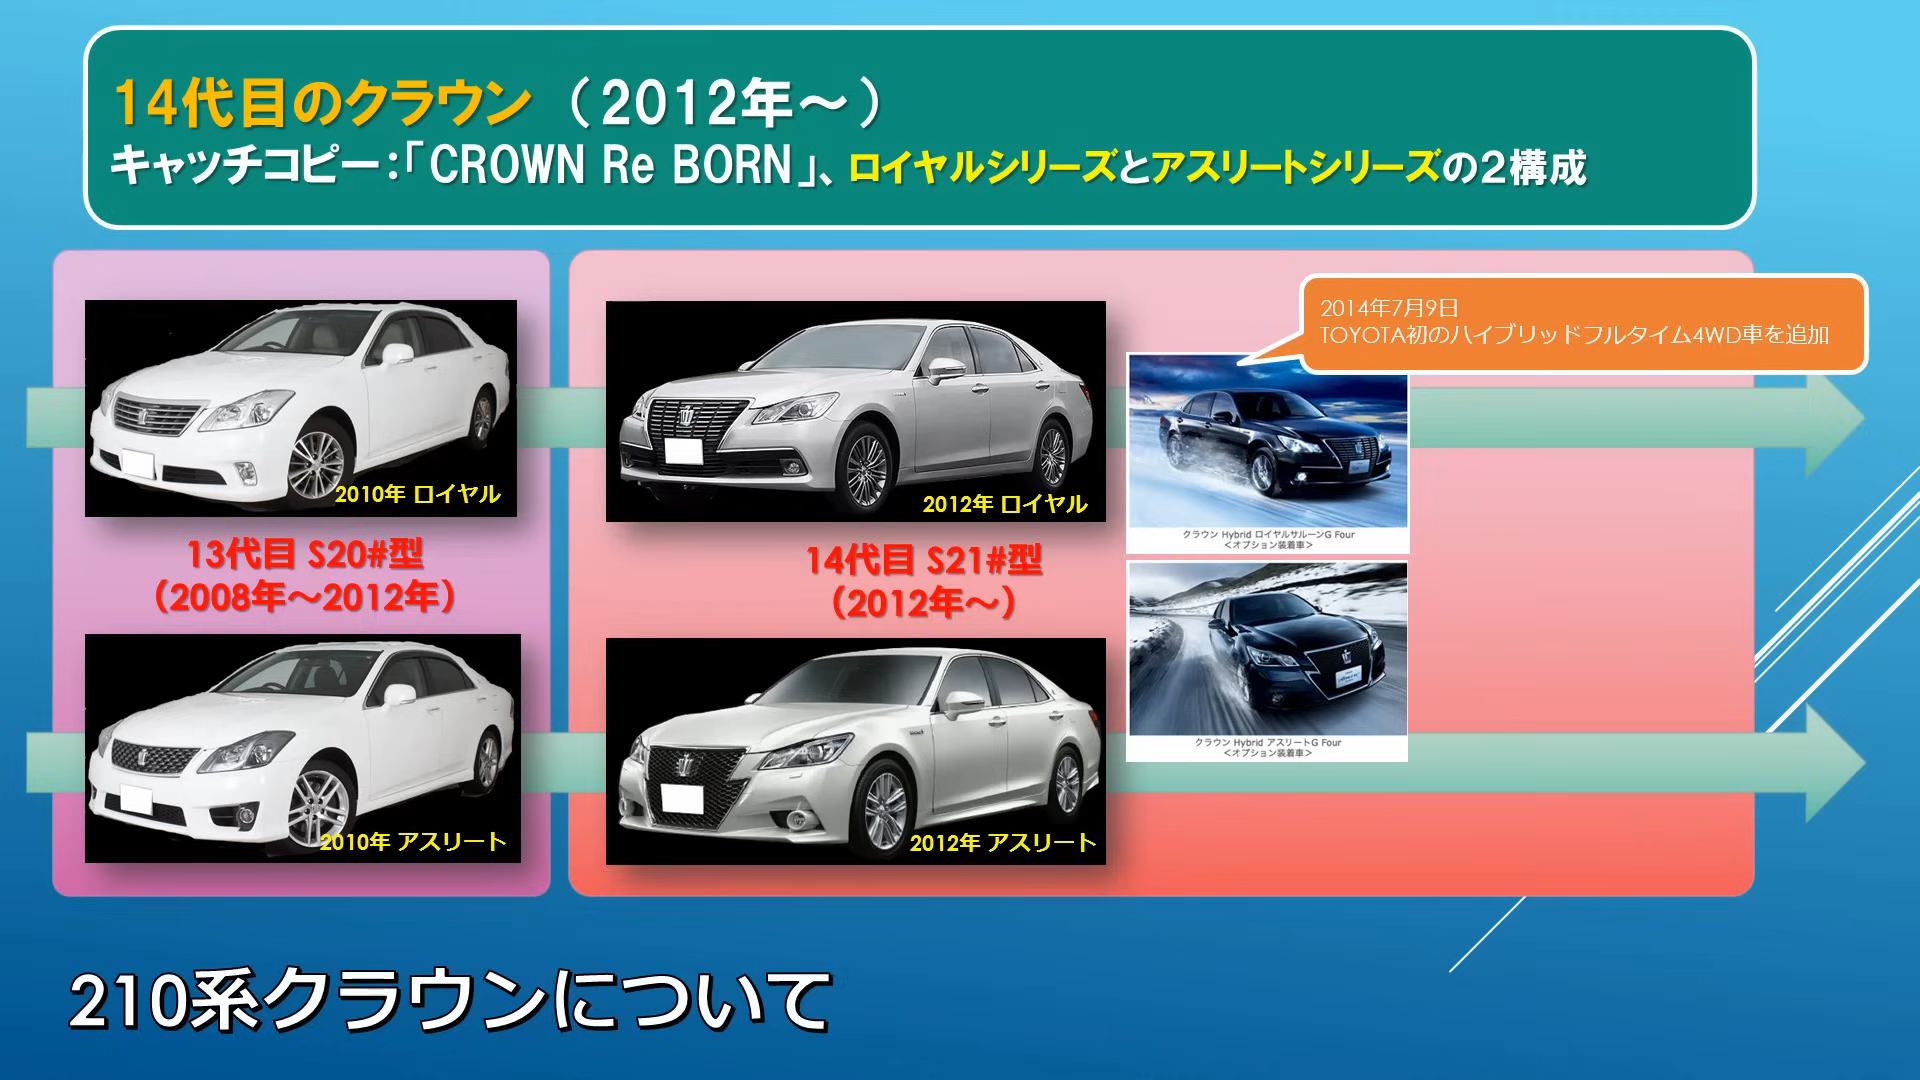 14代目のクラウン（2012年～）
キャッチコピー：「CROWN Re BORN」、ロイヤルシリーズとアスリートシリーズの２構成
2014年7月9日
TOYOTA初のハイブリッドフルタイム4WD車を追加
2010年 ロイヤル
2012年 ロイヤル
クラウン Hybrid ロイヤルサルーンG Four
＜オプション装着車＞
13代目 S20#型
（2008年～2012年）
14代目 S21#型
（2012年～）
クラウン Hybrid アスリートG Four
＜オプション装着車＞
2010年 アスリート
2012年 アスリート
210系クラウンについて